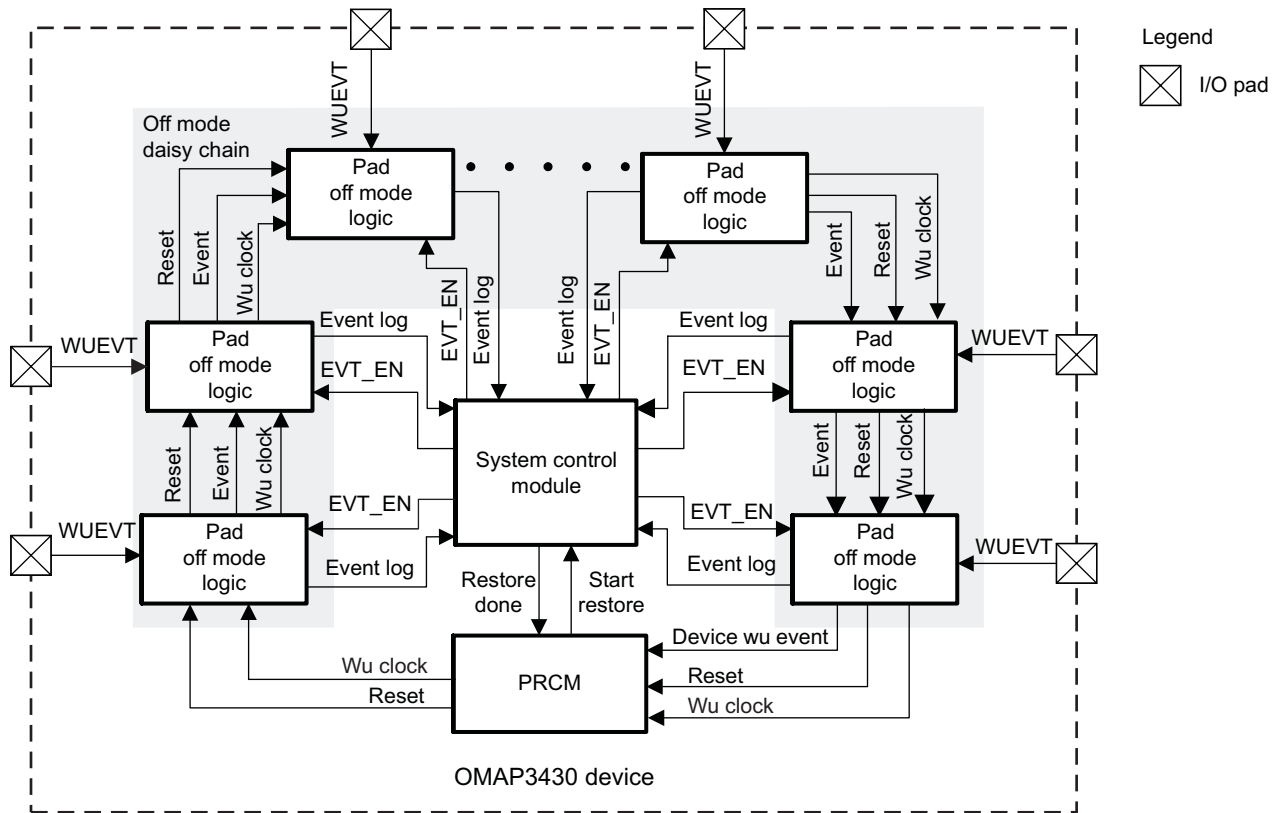 Legend
I/O pad
WUEVT
WUEVT
Off mode
daisy chain
Pad
off mode
logic
Pad
off mode
logic
Reset
Event
Wu clock
EVT_EN
Event log
Event log
EVT_EN
Event
Reset
Wu clock
WUEVT
Pad
off mode
logic
Event log
EVT_EN
Event log
EVT_EN
Pad
off mode
logic
WUEVT
Reset
Event
Wu clock
System control
module
Event
Reset
Wu clock
WUEVT
Pad
off mode
logic
EVT_EN
Event log
EVT_EN
Event log
Pad
off mode
logic
WUEVT
Restore
done
Start
restore
Wu clock
Reset
PRCM
Device wu event
Reset
Wu clock
OMAP3430 device